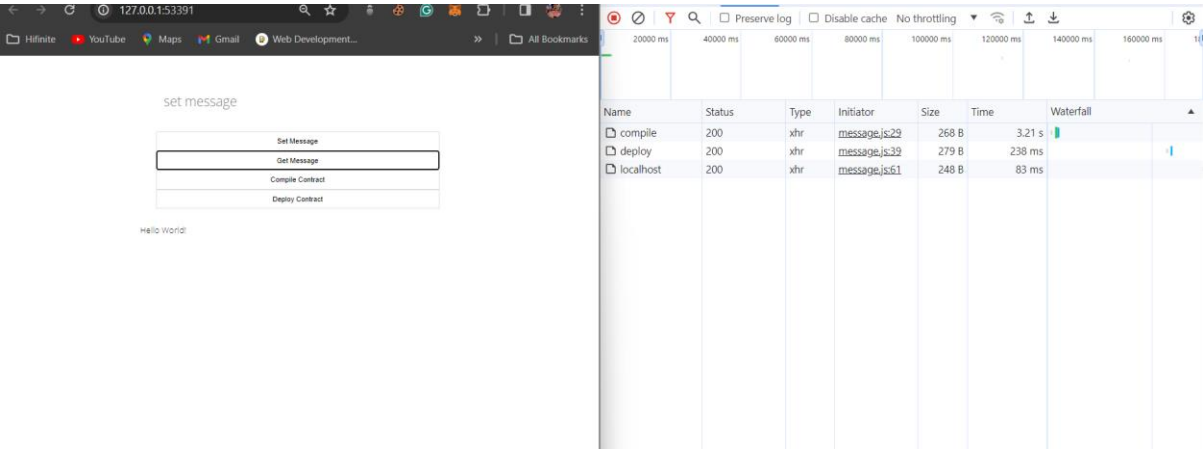 127.0.0.1:53391
Hifinite YouTube Maps Gmail Web Development... » All Bookmarks
set message
Set Message
Get Message
Compile Contract
Deploy Contract
Hello World!
Preserve log Disable cache No throttling
20000 ms 40000 ms 60000 ms 80000 ms 100000 ms 120000 ms 140000 ms 160000 ms
Name Status Type Initiator Size Time Waterfall
compile 200 xhr message.js:29 268 B 3.21 s
deploy 200 xhr message.js:39 279 B 238 ms
localhost 200 xhr message.js:61 248 B 83 ms